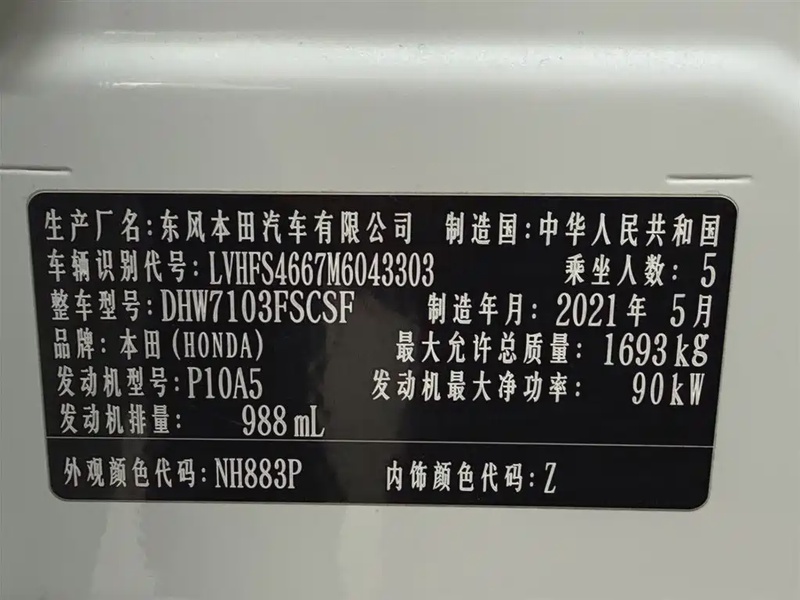 生产厂名:东风本田汽车有限公司 制造国:中华人民共和国
车辆识别代号:LVHFS4667M6043303 乘坐人数:5
整车型号:DHW7103FSCSF 制造年月:2021年5月
品牌:本田(HONDA) 最大允许总质量:1693kg
发动机型号:P10A5 发动机最大净功率:90kW
发动机排量:988mL
外观颜色代码:NH883P 内饰颜色代码:Z